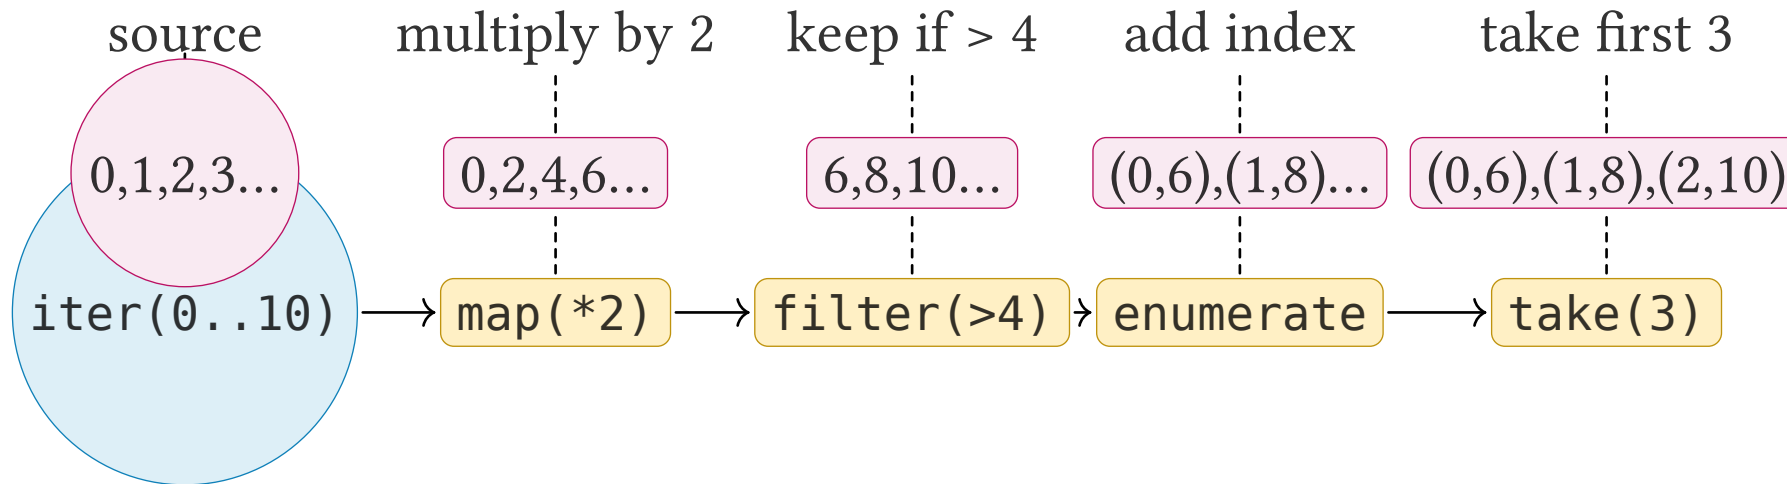 source
multiply by 2
keep if > 4
add index
take first 3
0,1,2,3…
0,2,4,6…
6,8,10…
(0,6),(1,8)…
(0,6),(1,8),(2,10)
iter(0..10)
map(*2)
filter(>4)
enumerate
take(3)